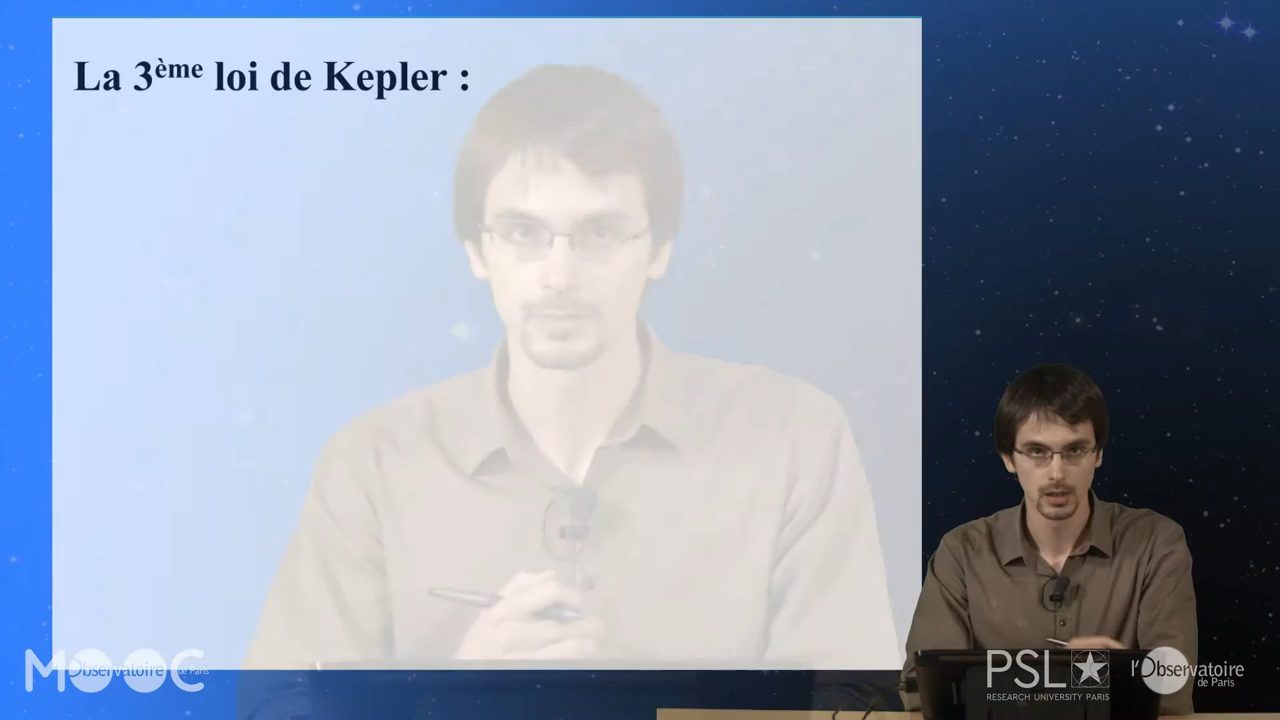 La 3ème loi de Kepler :
MOOC
Observatoire de Paris
PSL
RESEARCH UNIVERSITY PARIS
l'Observatoire
de Paris